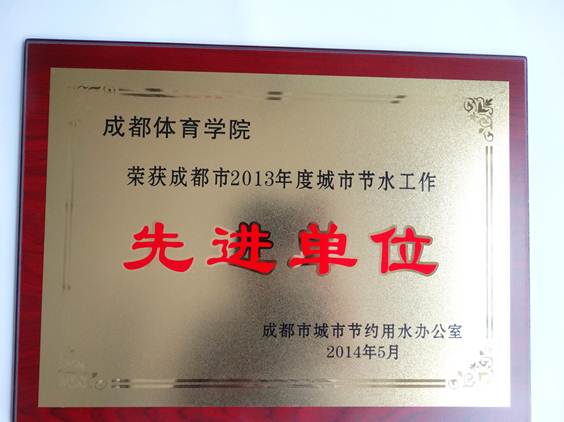 成都体育学院
荣获成都市2013年度城市节水工作
先进单位
成都市城市节约用水办公室
2014年5月